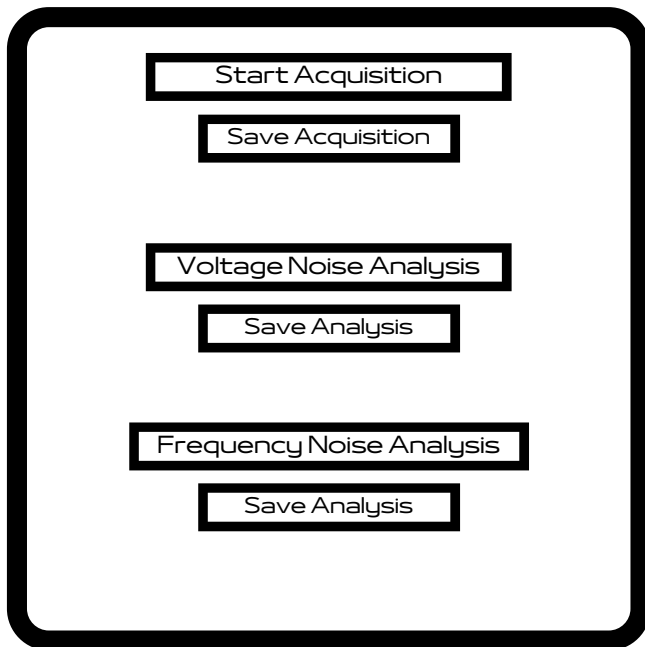 Start Acquisition
Save Acquisition
Voltage Noise Analysis
Save Analysis
Frequency Noise Analysis
Save Analysis